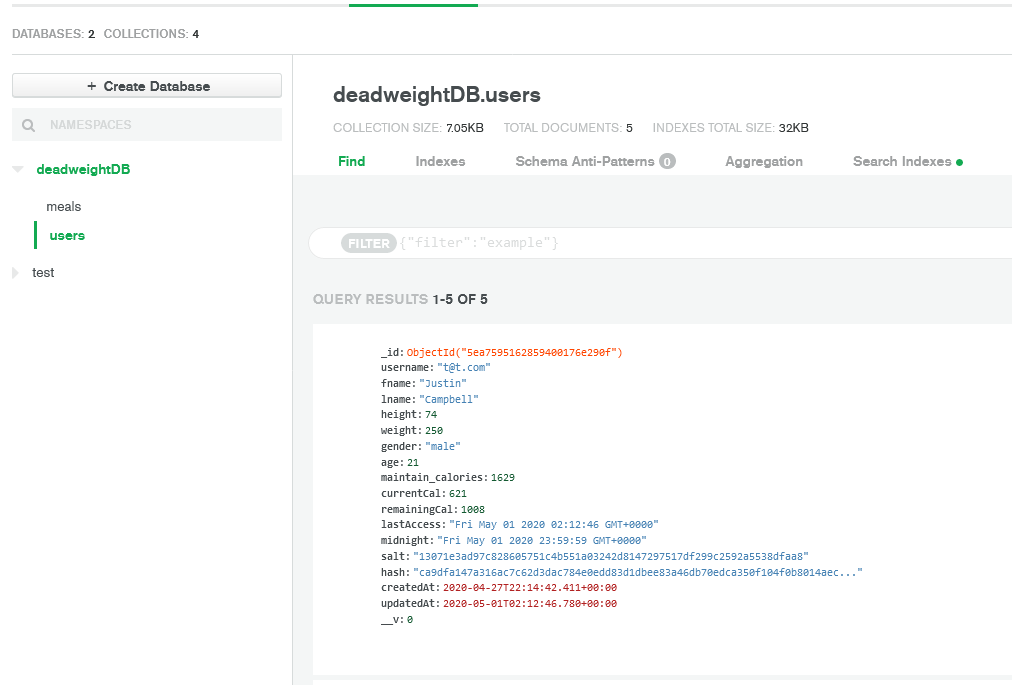 DATABASES: 2 COLLECTIONS: 4
+ Create Database
NAMESPACES
deadweightDB
meals
users
test
deadweightDB.users
COLLECTION SIZE: 7.05KB TOTAL DOCUMENTS: 5 INDEXES TOTAL SIZE: 32KB
Find Indexes Schema Anti-Patterns 0 Aggregation Search Indexes
FILTER {"filter":"example"}
QUERY RESULTS 1-5 OF 5
_id: ObjectId("5ea7595162859400176e290f")
username: "t@t.com"
fname: "Justin"
lname: "Campbell"
height: 74
weight: 250
gender: "male"
age: 21
maintain_calories: 1629
currentCal: 621
remainingCal: 1008
lastAccess: "Fri May 01 2020 02:12:46 GMT+0000"
midnight: "Fri May 01 2020 23:59:59 GMT+0000"
salt: "13071e3ad97c828605751c4b551a03242d8147297517df299c2592a5538dfaa8"
hash: "ca9dfa147a316ac7c62d3dac784e0edd83d1dbee83a46db70edca350f104f0b8014aec..."
createdAt: 2020-04-27T22:14:42.411+00:00
updatedAt: 2020-05-01T02:12:46.780+00:00
__v: 0